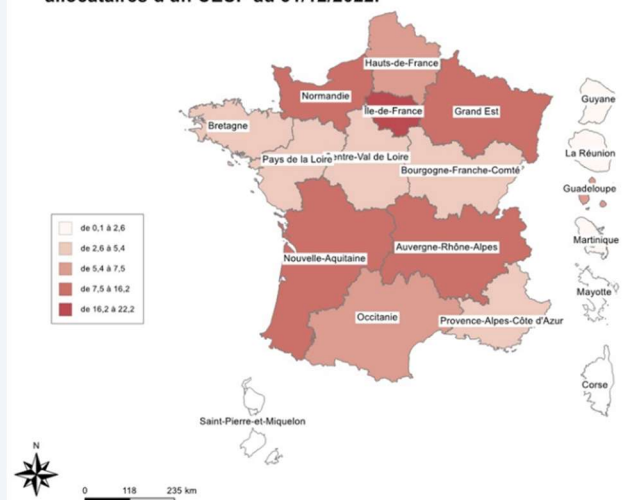 allocataires d'un CESP au 31/12/2022.
Hauts-de-France
Normandie
Île-de-France
Grand Est
Guyane
Bretagne
Pays de la Loire
entre-Val de Loire
Bourgogne-Franche-Comté
La Réunion
Guadeloupe
de 0,1 à 2,6
de 2,6 à 5,4
de 5,4 à 7,5
de 7,5 à 16,2
de 16,2 à 22,2
Nouvelle-Aquitaine
Auvergne-Rhône-Alpes
Martinique
Mayotte
Occitanie
Provence-Alpes-Côte d'Azur
Corse
Saint-Pierre-et-Miquelon
N
0 118 235 km